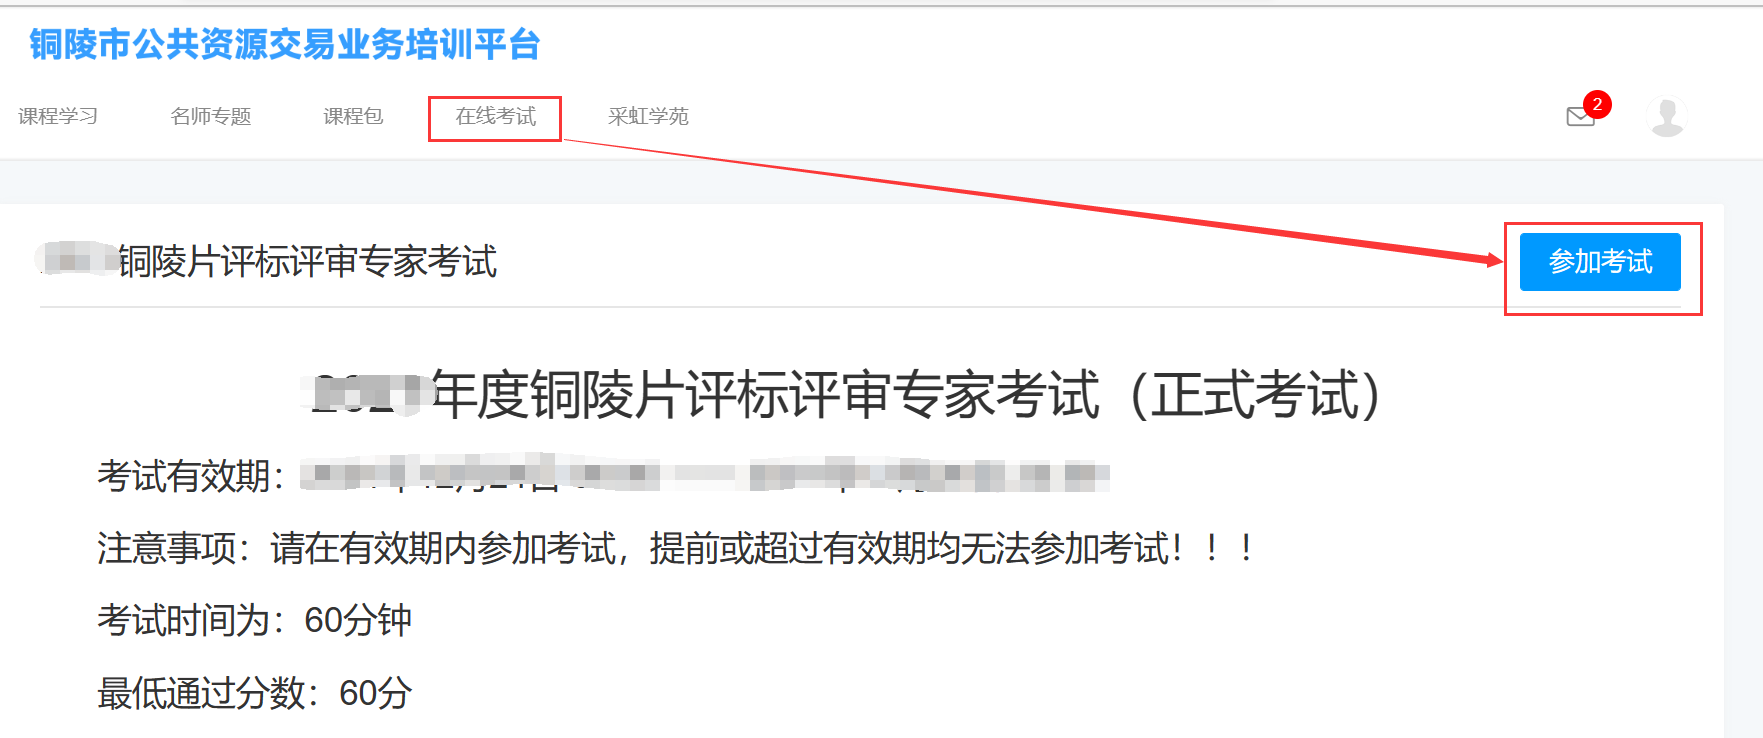 铜陵市公共资源交易业务培训平台
课程学习 名师专题 课程包 在线考试 采虹学苑 2
铜陵片评标评审专家考试 参加考试
年度铜陵片评标评审专家考试（正式考试）
考试有效期：
注意事项：请在有效期内参加考试，提前或超过有效期均无法参加考试！！！
考试时间为：60分钟
最低通过分数：60分